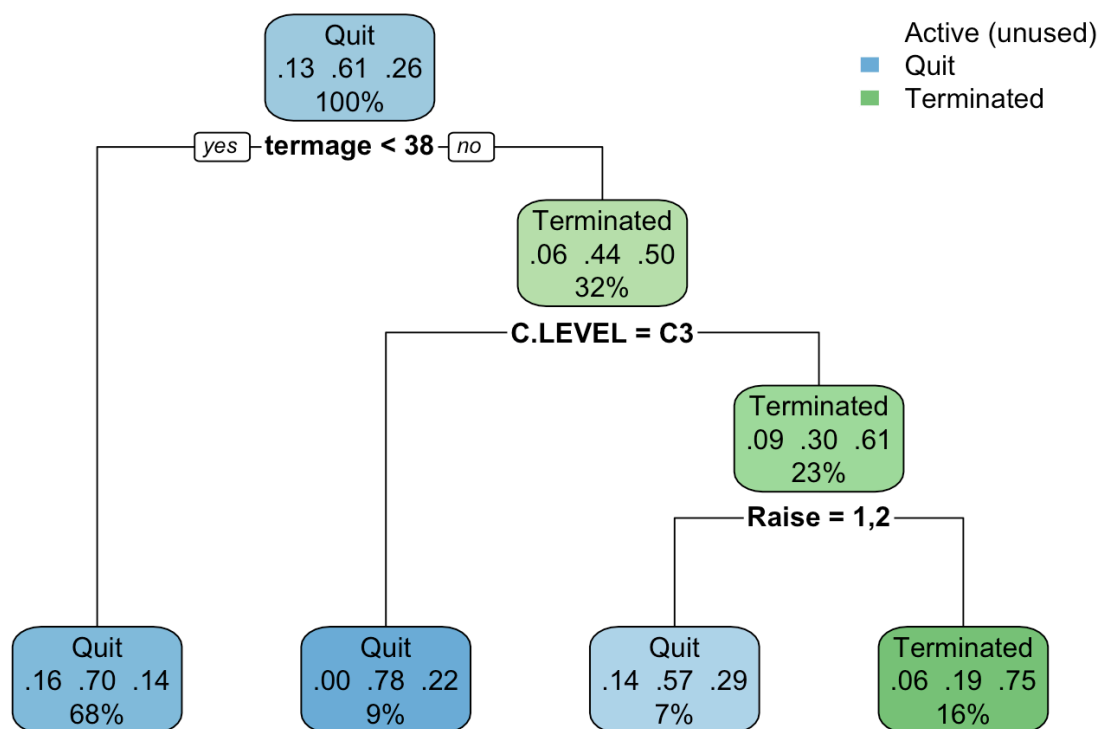 Quit
.13 .61 .26
100%
Active (unused)
Quit
Terminated
yes termage < 38 no
Terminated
.06 .44 .50
32%
C.LEVEL = C3
Terminated
.09 .30 .61
23%
Raise = 1,2
Quit
.16 .70 .14
68%
Quit
.00 .78 .22
9%
Quit
.14 .57 .29
7%
Terminated
.06 .19 .75
16%